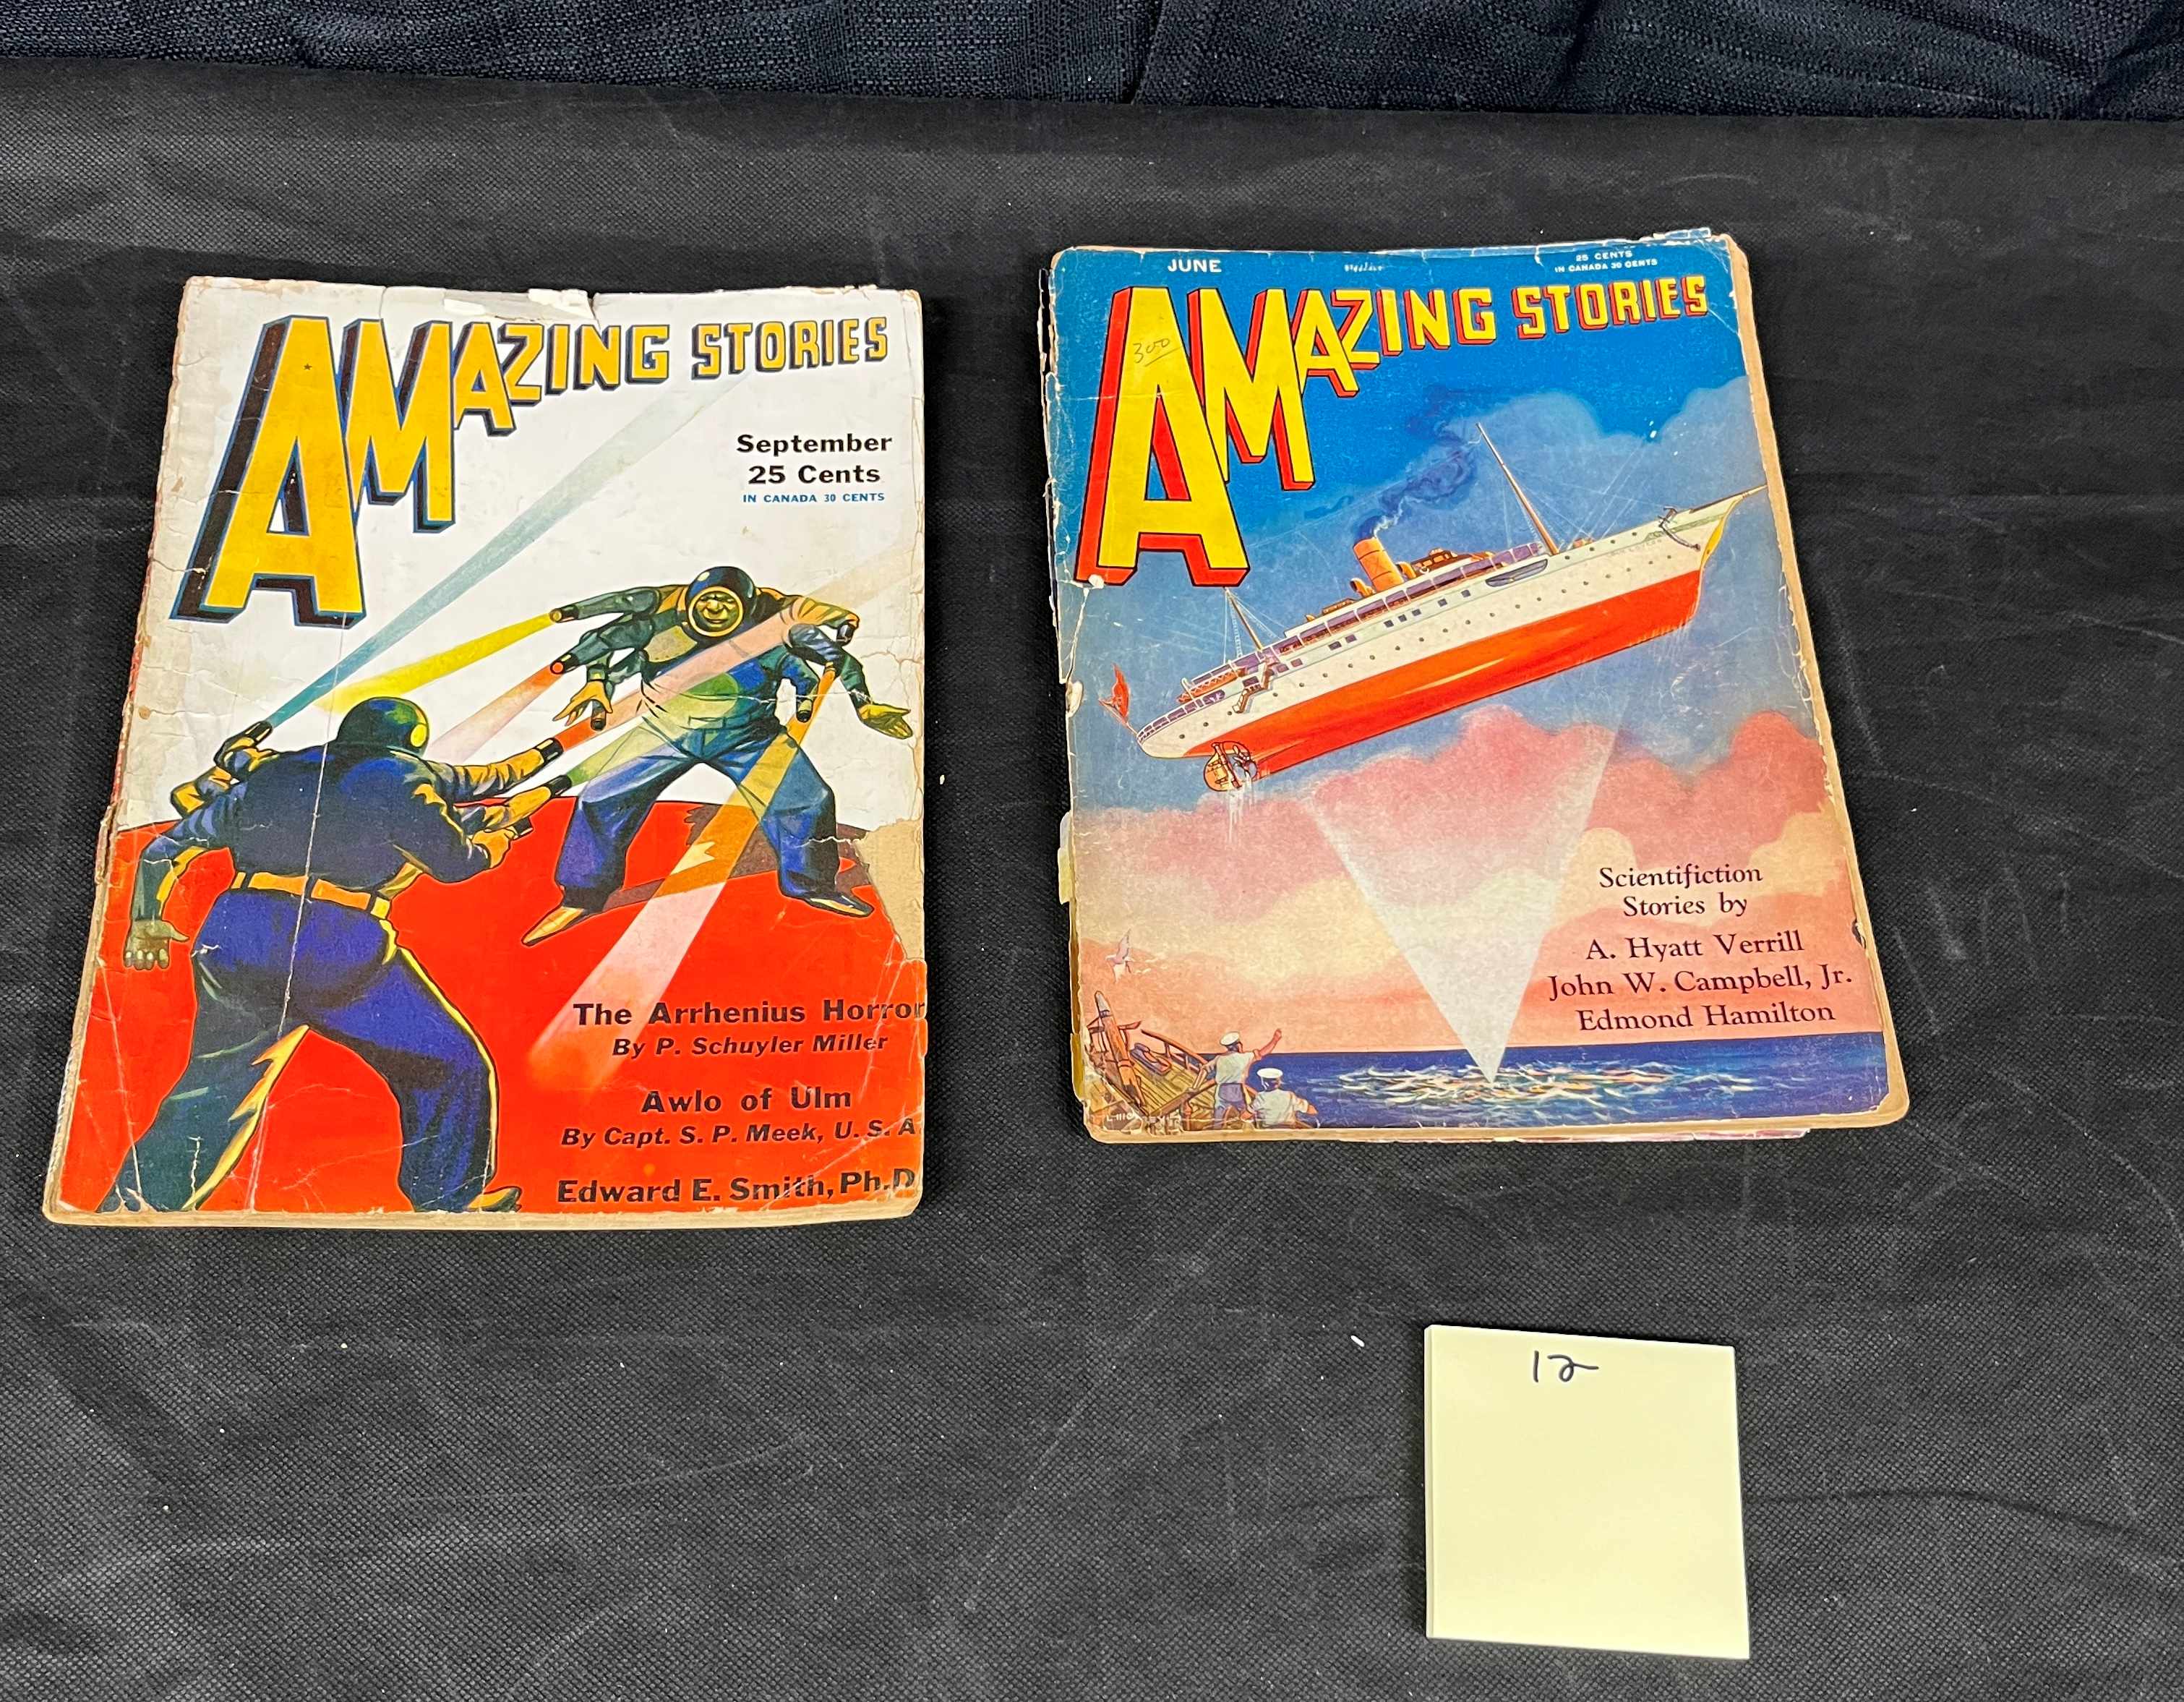 AMAZING STORIES
September
25 Cents
IN CANADA 30 CENTS
The Arrhenius Horror
By P. Schuyler Miller
Awlo of Ulm
By Capt. S. P. Meek, U. S. A
Edward E. Smith, Ph.D
JUNE
25 CENTS
IN CANADA 30 CENTS
AMAZING STORIES
300
Scientifiction
Stories by
A. Hyatt Verrill
John W. Campbell, Jr.
Edmond Hamilton
12